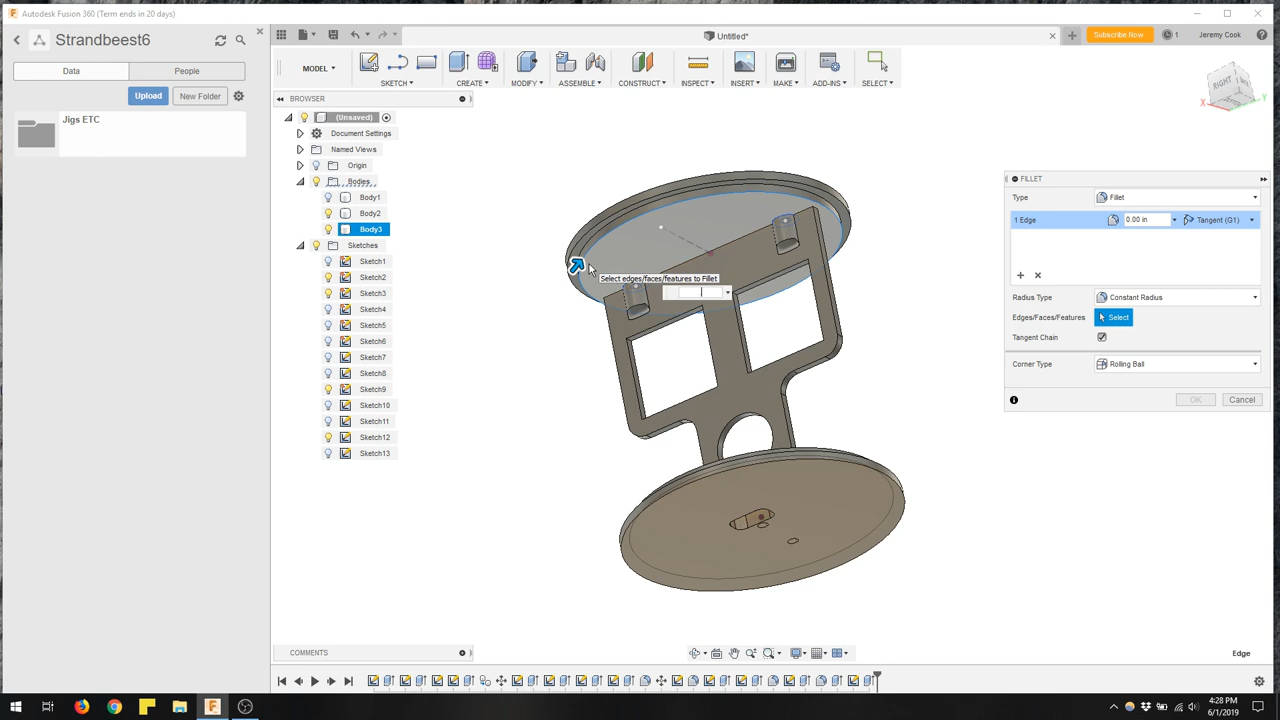 Autodesk Fusion 360 (Term ends in 20 days)
Strandbeest6
Data
People
Upload
New Folder
Jigs ETC
Untitled*
Subscribe Now
1
Jeremy Cook
MODEL
SKETCH
CREATE
MODIFY
ASSEMBLE
CONSTRUCT
INSPECT
INSERT
MAKE
ADD-INS
SELECT
BROWSER
(Unsaved)
Document Settings
Named Views
Origin
Bodies
Body1
Body2
Body3
Sketches
Sketch1
Sketch2
Sketch3
Sketch4
Sketch5
Sketch6
Sketch7
Sketch8
Sketch9
Sketch10
Sketch11
Sketch12
Sketch13
RIGHT
X
Y
Select edges/faces/features to Fillet
FILLET
Type
Fillet
1 Edge
0.00 in
Tangent (G1)
Radius Type
Constant Radius
Edges/Faces/Features
Select
Tangent Chain
Corner Type
Rolling Ball
OK
Cancel
COMMENTS
Edge
4:28 PM
6/1/2019